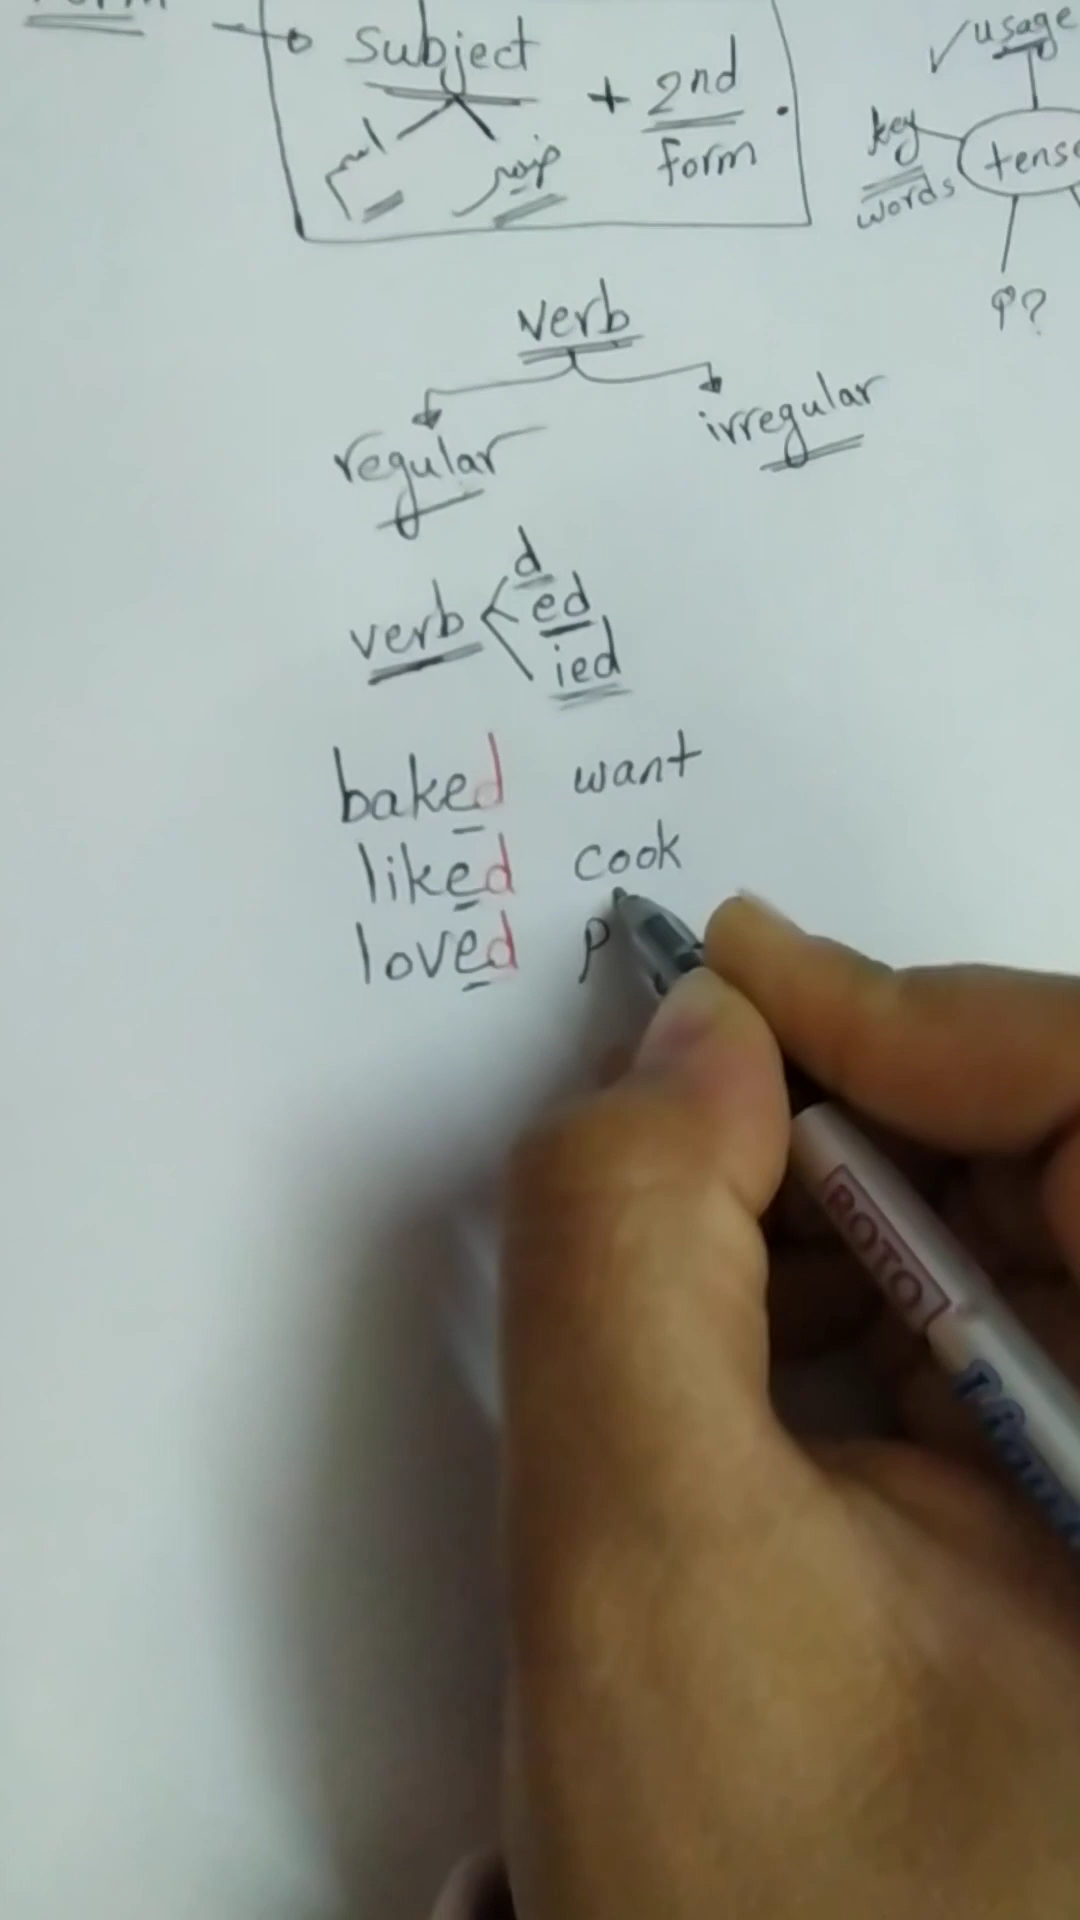 Subject + 2nd form .
اسم ضمير
✓ usage
key words
tense
??
verb
regular irregular
verb
d
ed
ied
baked want
liked cook
loved p
ROTO